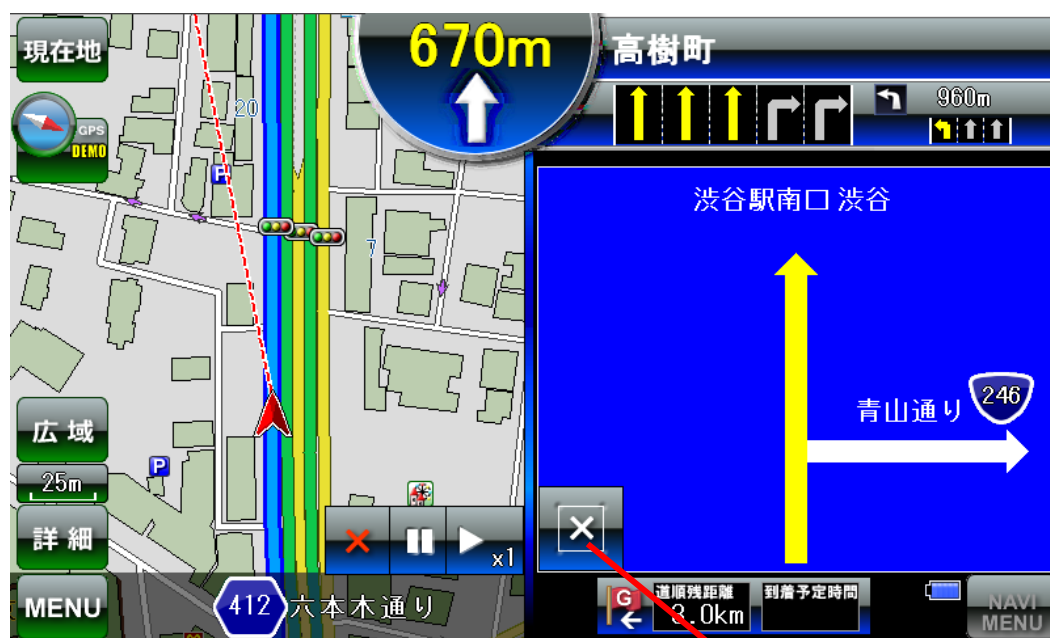 現在地
670m
高樹町
960m
20
GPS
DEMO
P
渋谷駅南口 渋谷
7
246
青山通り
広域
25m
P
詳細
x1
MENU
412 六本木通り
G
道順残距離
3.0km
到着予定時間
NAVI
MENU